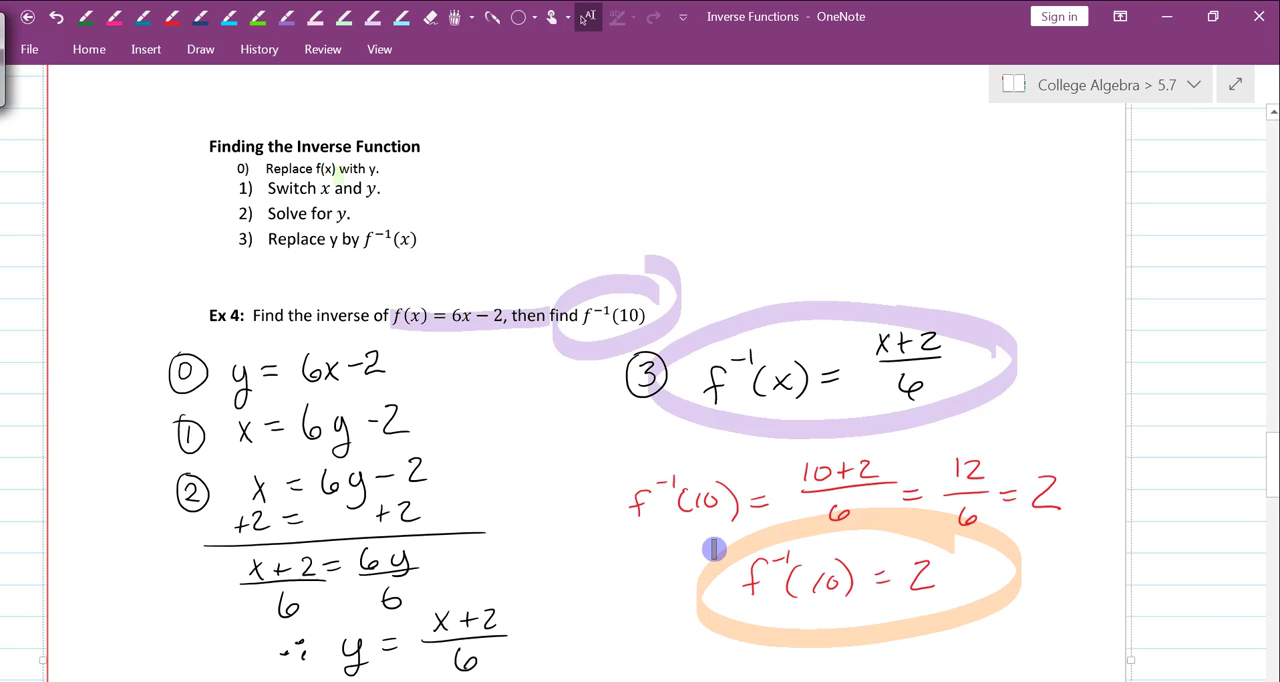 Inverse Functions - OneNote
Sign in
File Home Insert Draw History Review View
College Algebra > 5.7
Finding the Inverse Function
0) Replace f(x) with y.
1) Switch x and y.
2) Solve for y.
3) Replace y by f⁻¹(x)
Ex 4: Find the inverse of f(x) = 6x − 2, then find f⁻¹(10)
⓪ y = 6x - 2
① x = 6y - 2
② x = 6y - 2
+2 = +2
(x + 2)/6 = 6y/6
∴ y = (x + 2)/6
③ f⁻¹(x) = (x + 2)/6
f⁻¹(10) = (10 + 2)/6 = 12/6 = 2
f⁻¹(10) = 2